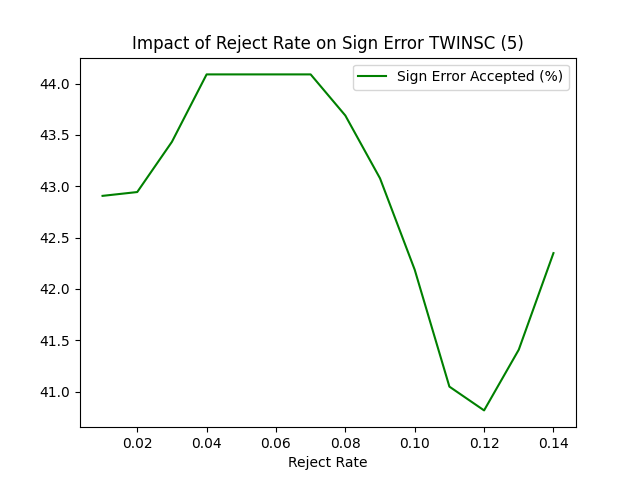 Impact of Reject Rate on Sign Error TWINSC (5)
Sign Error Accepted (%)
44.0
43.5
43.0
42.5
42.0
41.5
41.0
0.02 0.04 0.06 0.08 0.10 0.12 0.14
Reject Rate